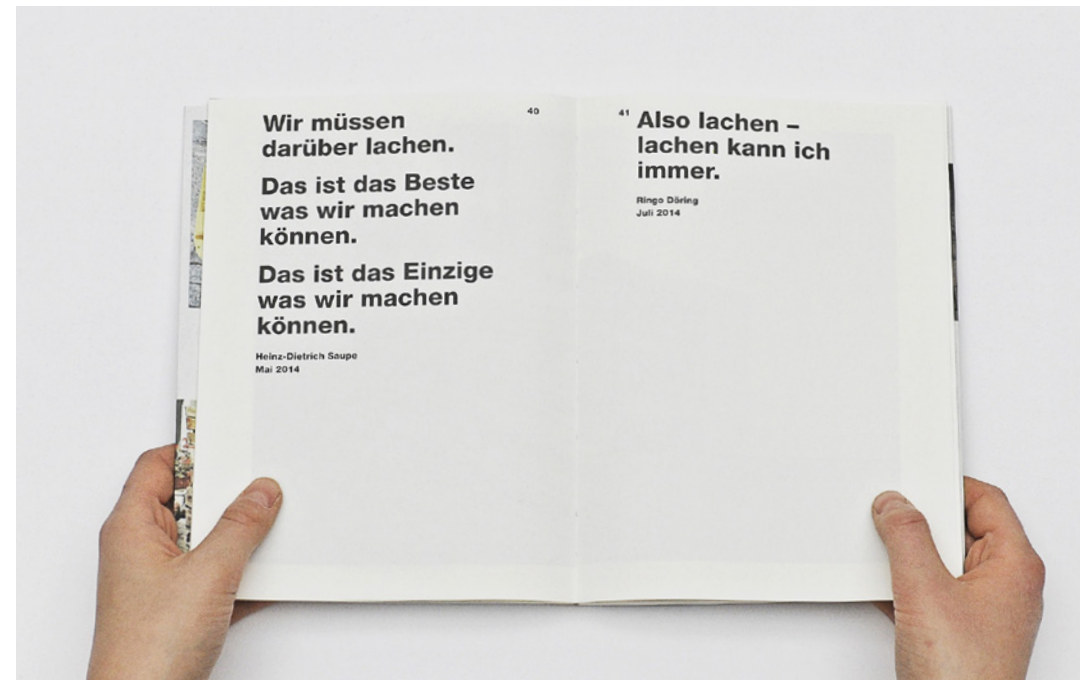 40
Wir müssen
darüber lachen.
Das ist das Beste
was wir machen
können.
Das ist das Einzige
was wir machen
können.
Heinz-Dietrich Saupe
Mai 2014
41
Also lachen –
lachen kann ich
immer.
Ringo Döring
Juli 2014